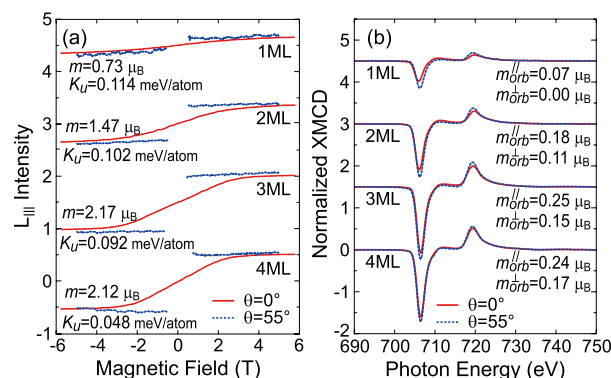 (a)
4.5
4
3
2
1
0
-1
-6
-4
-2
0
2
4
6
L||| Intensity
Magnetic Field (T)
1ML
m=0.73 μB
Ku=0.114 meV/atom
2ML
m=1.47 μB
Ku=0.102 meV/atom
3ML
m=2.17 μB
Ku=0.092 meV/atom
4ML
m=2.12 μB
Ku=0.048 meV/atom
θ=0°
θ=55°
(b)
4
3
2
1
0
-1
-2
690
700
710
720
730
740
750
Normalized XMCD
Photon Energy (eV)
1ML
m//orb=0.07 μB
m⊥orb=0.00 μB
2ML
m//orb=0.18 μB
m⊥orb=0.11 μB
3ML
m//orb=0.25 μB
m⊥orb=0.15 μB
4ML
m//orb=0.24 μB
m⊥orb=0.17 μB
θ=0°
θ=55°